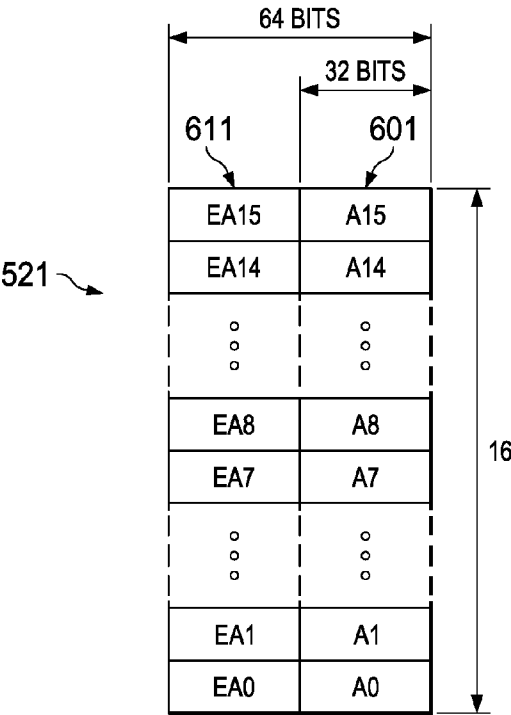 64 BITS
32 BITS
611 601
EA15 A15
EA14 A14
521
EA8 A8
16
EA7 A7
EA1 A1
EA0 A0